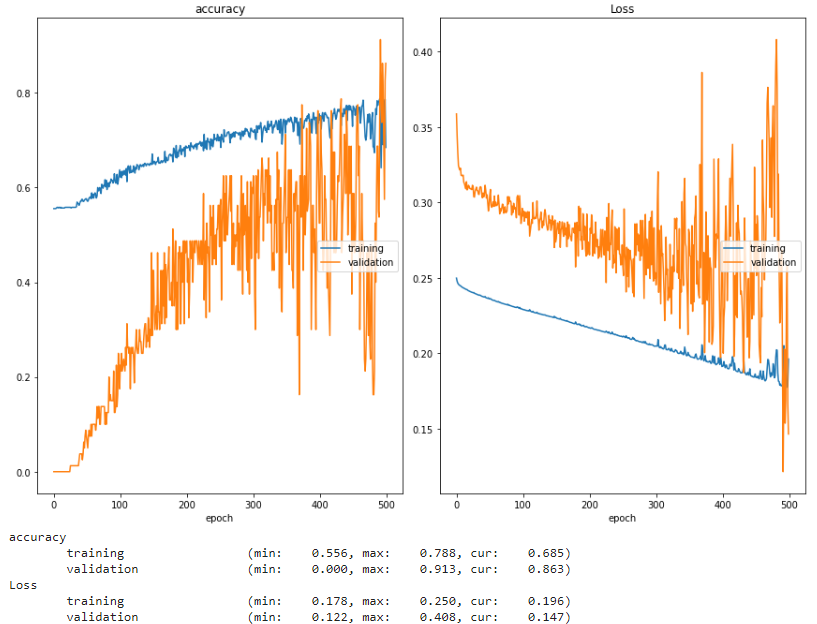 accuracy
0.8
0.6
0.4
0.2
0.0
0 100 200 300 400 500
epoch
training
validation
Loss
0.40
0.35
0.30
0.25
0.20
0.15
0 100 200 300 400 500
epoch
training
validation
accuracy
training (min: 0.556, max: 0.788, cur: 0.685)
validation (min: 0.000, max: 0.913, cur: 0.863)
Loss
training (min: 0.178, max: 0.250, cur: 0.196)
validation (min: 0.122, max: 0.408, cur: 0.147)